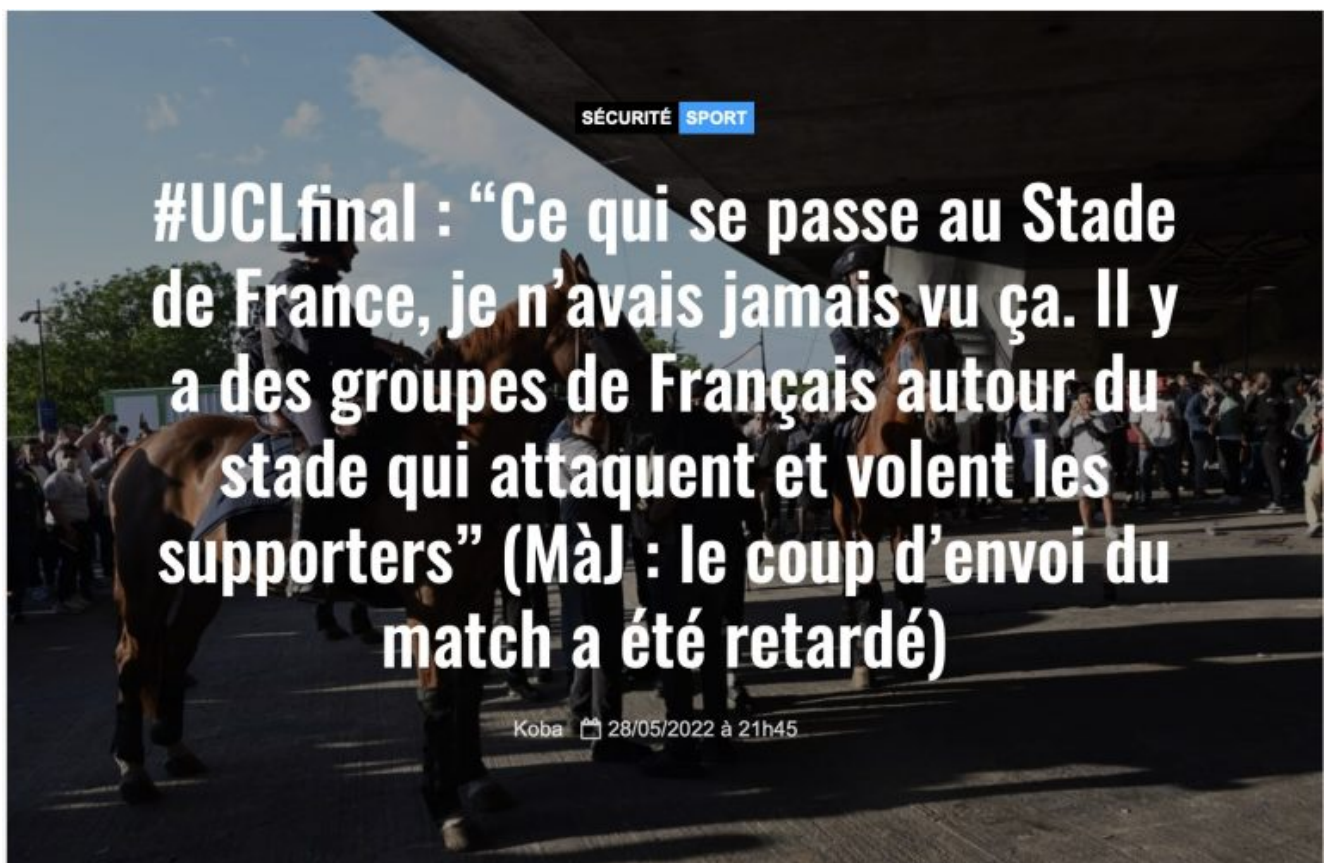 SÉCURITÉ SPORT
#UCLfinal : “Ce qui se passe au Stade
de France, je n’avais jamais vu ça. Il y
a des groupes de Français autour du
stade qui attaquent et volent les
supporters” (MàJ : le coup d’envoi du
match a été retardé)
Koba 28/05/2022 à 21h45